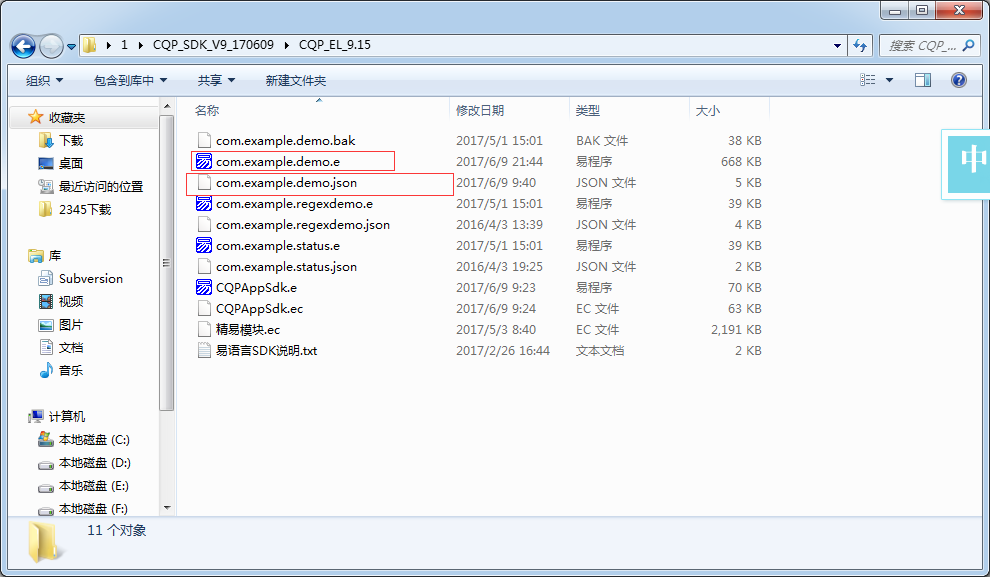 1 CQP_SDK_V9_170609 CQP_EL_9.15
搜索 CQP_...
组织 包含到库中 共享 新建文件夹
收藏夹
下载
桌面
最近访问的位置
2345下载
库
Subversion
视频
图片
文档
音乐
计算机
本地磁盘 (C:)
本地磁盘 (D:)
本地磁盘 (E:)
本地磁盘 (F:)
名称 修改日期 类型 大小
com.example.demo.bak 2017/5/1 15:01 BAK 文件 38 KB
com.example.demo.e 2017/6/9 21:44 易程序 668 KB
com.example.demo.json 2017/6/9 9:40 JSON 文件 5 KB
com.example.regexdemo.e 2017/5/1 15:01 易程序 39 KB
com.example.regexdemo.json 2016/4/3 13:39 JSON 文件 4 KB
com.example.status.e 2017/5/1 15:01 易程序 39 KB
com.example.status.json 2016/4/3 19:25 JSON 文件 2 KB
CQPAppSdk.e 2017/6/9 9:23 易程序 70 KB
CQPAppSdk.ec 2017/6/9 9:24 EC 文件 63 KB
精易模块.ec 2017/5/3 8:40 EC 文件 2,191 KB
易语言SDK说明.txt 2017/2/26 16:44 文本文档 2 KB
中
11 个对象